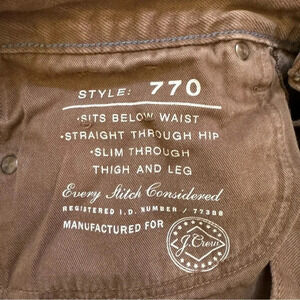 STYLE: 770
•SITS BELOW WAIST
•STRAIGHT THROUGH HIP
•SLIM THROUGH
THIGH AND LEG
Every Stitch Considered
REGISTERED I.D. NUMBER / 77388
MANUFACTURED FOR
J.Crew